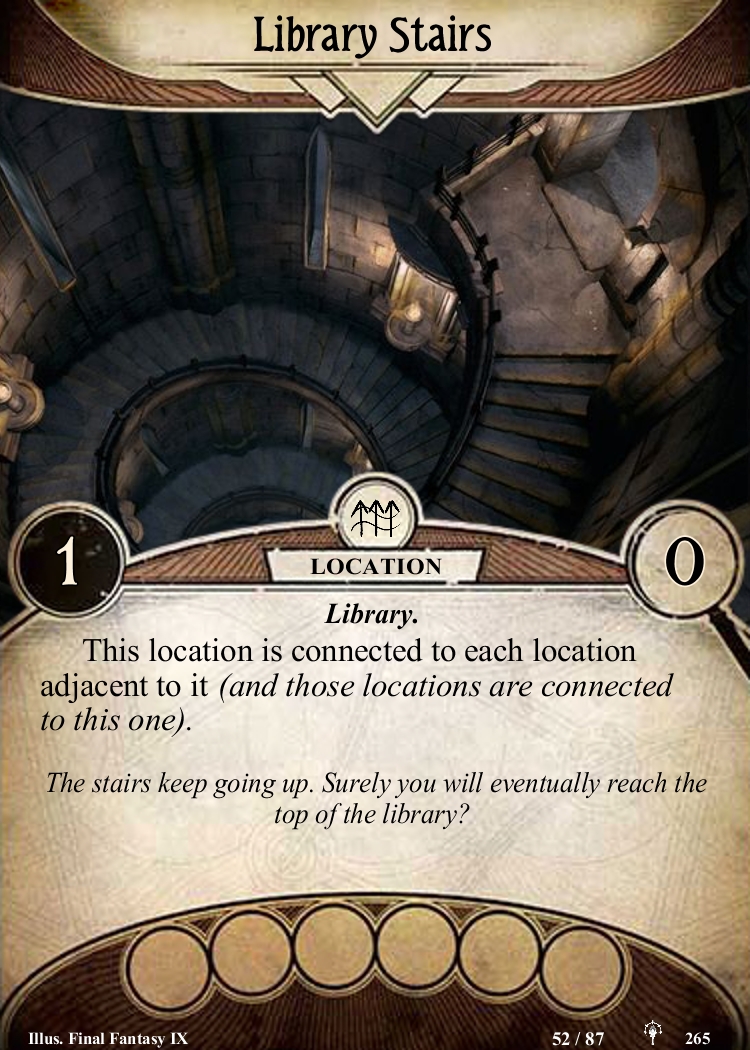 Library Stairs
1
0
LOCATION
Library.
This location is connected to each location
adjacent to it (and those locations are connected
to this one).
The stairs keep going up. Surely you will eventually reach the
top of the library?
Illus. Final Fantasy IX
52 / 87
265